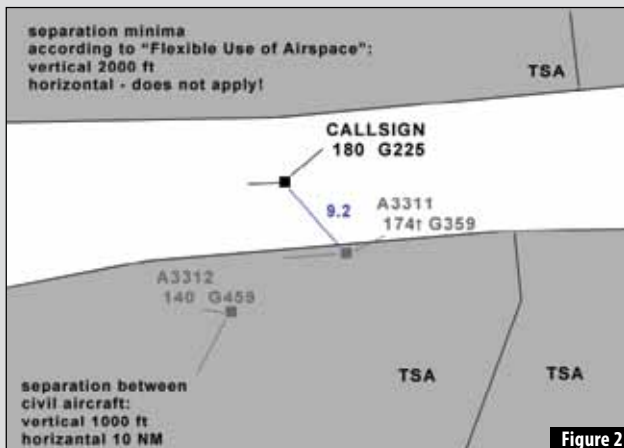 separation minima
according to “Flexible Use of Airspace”:
vertical 2000 ft
horizontal - does not apply!
TSA
CALLSIGN
180 G225
9.2
A3311
174↑ G359
A3312
140 G459
TSA
TSA
separation between
civil aircraft:
vertical 1000 ft
horizantal 10 NM
Figure 2